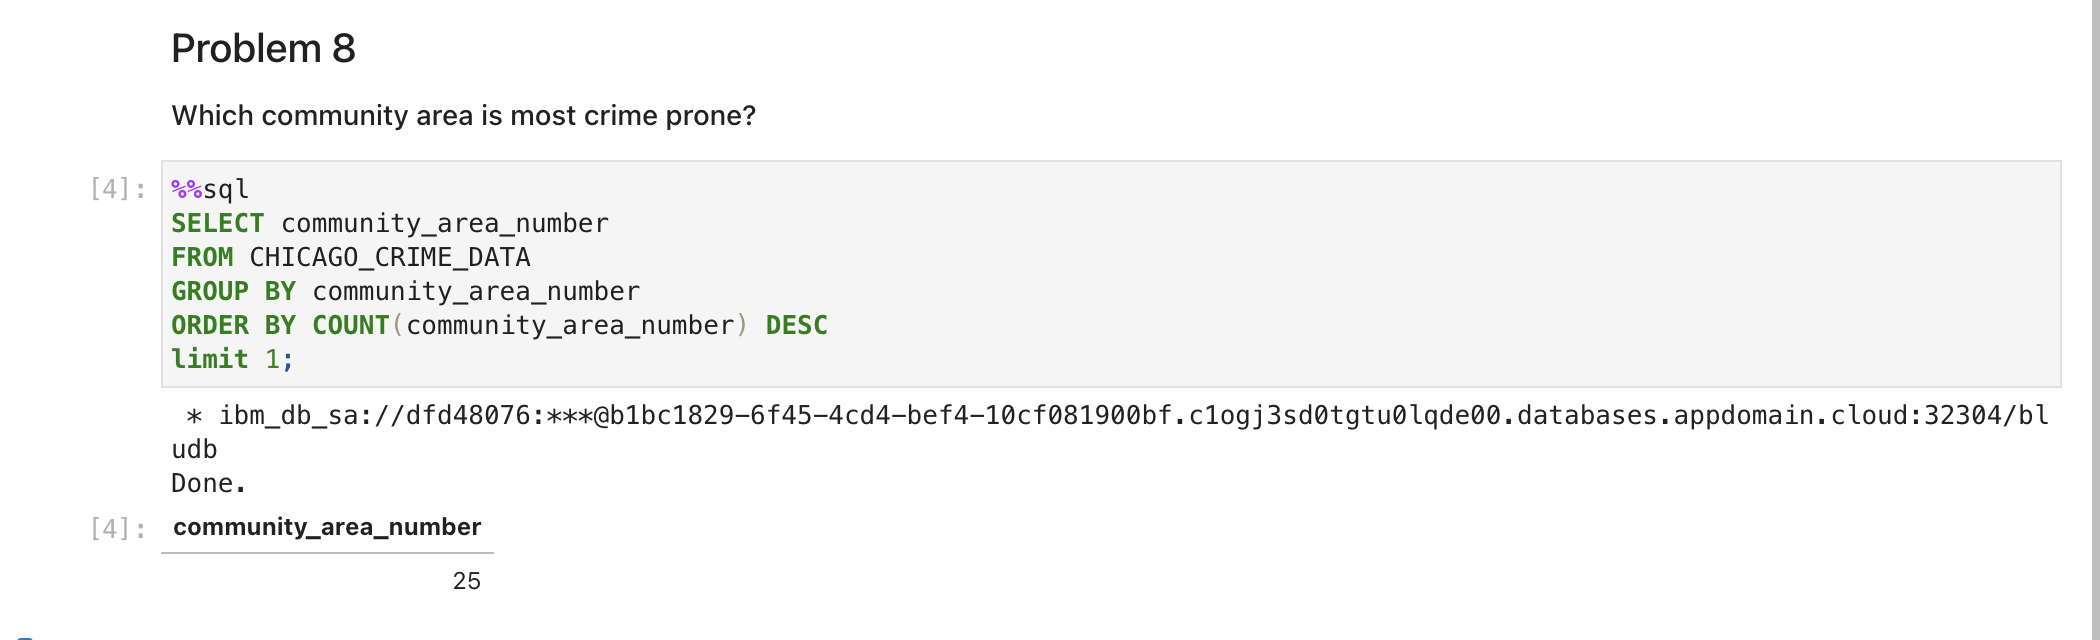 Problem 8
Which community area is most crime prone?
[4]:
%%sql
SELECT community_area_number
FROM CHICAGO_CRIME_DATA
GROUP BY community_area_number
ORDER BY COUNT(community_area_number) DESC
limit 1;
* ibm_db_sa://dfd48076:***@b1bc1829-6f45-4cd4-bef4-10cf081900bf.c1ogj3sd0tgtu0lqde00.databases.appdomain.cloud:32304/bl
udb
Done.
[4]:
community_area_number
25